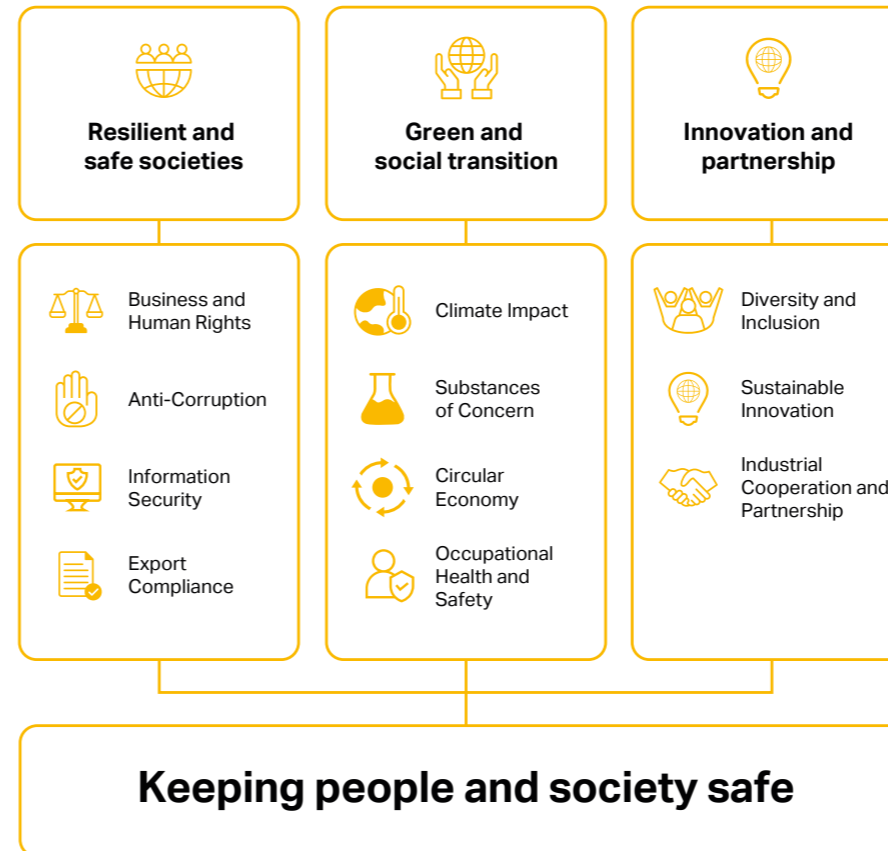 Resilient and
safe societies
Green and
social transition
Innovation and
partnership
Business and
Human Rights
Anti-Corruption
Information
Security
Export
Compliance
Climate Impact
Substances
of Concern
Circular
Economy
Occupational
Health and
Safety
Diversity and
Inclusion
Sustainable
Innovation
Industrial
Cooperation and
Partnership
Keeping people and society safe